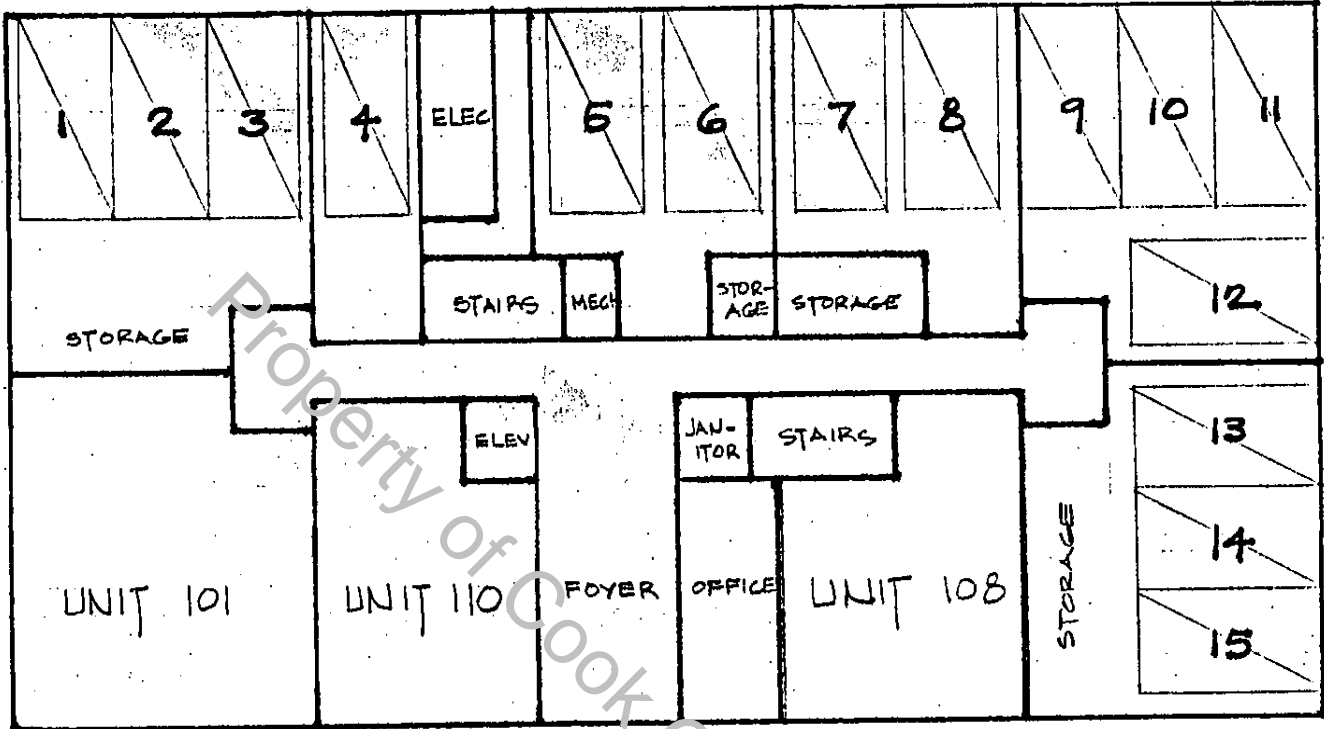 1 2 3 4 ELEC 5 6 7 8 9 10 11
12
STAIRS MECH STOR-
AGE STORAGE
STORAGE
13
JAN-
ITOR STAIRS
ELEV
14
STORAGE
UNIT 101 UNIT 110 FOYER OFFICE UNIT 108
15
Property of Cook